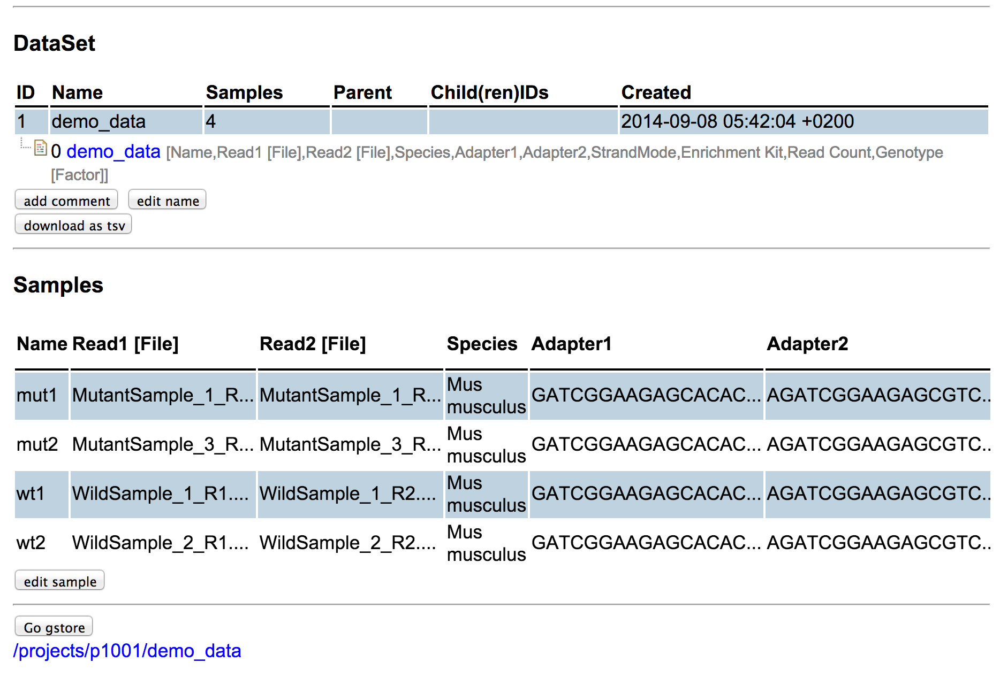 DataSet
ID Name Samples Parent Child(ren)IDs Created
1 demo_data 4 2014-09-08 05:42:04 +0200
0 demo_data [Name,Read1 [File],Read2 [File],Species,Adapter1,Adapter2,StrandMode,Enrichment Kit,Read Count,Genotype
[Factor]]
add comment edit name
download as tsv
Samples
Name Read1 [File] Read2 [File] Species Adapter1 Adapter2
mut1 MutantSample_1_R... MutantSample_1_R... Mus musculus GATCGGAAGAGCACAC... AGATCGGAAGAGCGTC..
mut2 MutantSample_3_R... MutantSample_3_R... Mus musculus GATCGGAAGAGCACAC... AGATCGGAAGAGCGTC..
wt1 WildSample_1_R1.... WildSample_1_R2.... Mus musculus GATCGGAAGAGCACAC... AGATCGGAAGAGCGTC..
wt2 WildSample_2_R1.... WildSample_2_R2.... Mus musculus GATCGGAAGAGCACAC... AGATCGGAAGAGCGTC..
edit sample
Go gstore
/projects/p1001/demo_data